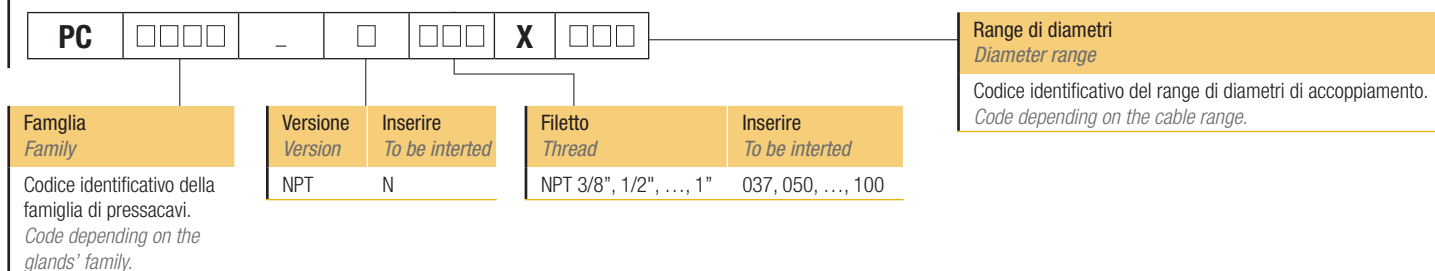 PC □□□□ _ □ □□□ X □□□
Range di diametri
Diameter range
Codice identificativo del range di diametri di accoppiamento.
Code depending on the cable range.
Famglia
Family
Codice identificativo della
famiglia di pressacavi.
Code depending on the
glands' family.
Versione Inserire
Version To be interted
NPT N
Filetto Inserire
Thread To be interted
NPT 3/8”, 1/2", …, 1” 037, 050, …, 100